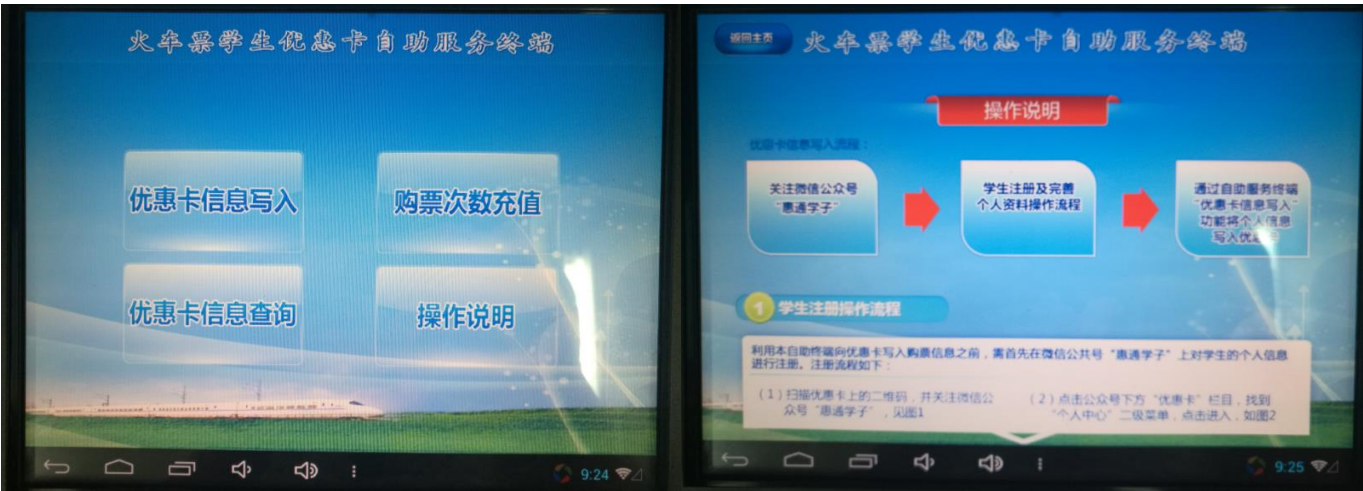 火车票学生优惠卡自助服务终端
优惠卡信息写入
购票次数充值
优惠卡信息查询
操作说明
9:24
返回主页
火车票学生优惠卡自助服务终端
操作说明
优惠卡信息写入流程：
关注微信公众号
“惠通学子”
学生注册及完善
个人资料操作流程
通过自助服务终端
“优惠卡信息写入”
功能将个人信息
写入优惠
1 学生注册操作流程
利用本自助终端向优惠卡写入购票信息之前，需首先在微信公共号“惠通学子”上对学生的个人信息
进行注册。注册流程如下：
（1）扫描优惠卡上的二维码，并关注微信公
众号“惠通学子”，见图1
（2）点击公众号下方“优惠卡”栏目，找到
“个人中心”二级菜单，点击进入，如图2
9:25